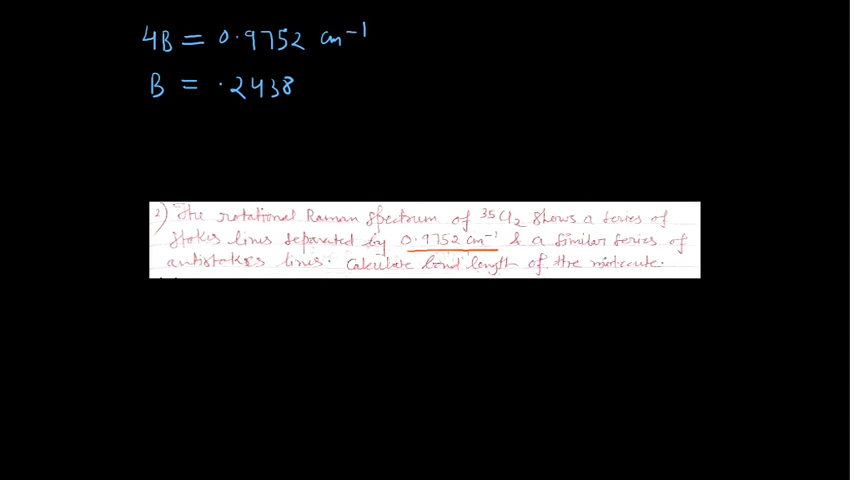 4B = 0.9752 cm⁻¹
B = .2438
2) The rotational Raman spectrum of ³⁵Cl₂ shows a series of
stokes lines separated by 0.9752 cm⁻¹ & a similar series of
antistokes lines. Calculate bond length of the molecule.